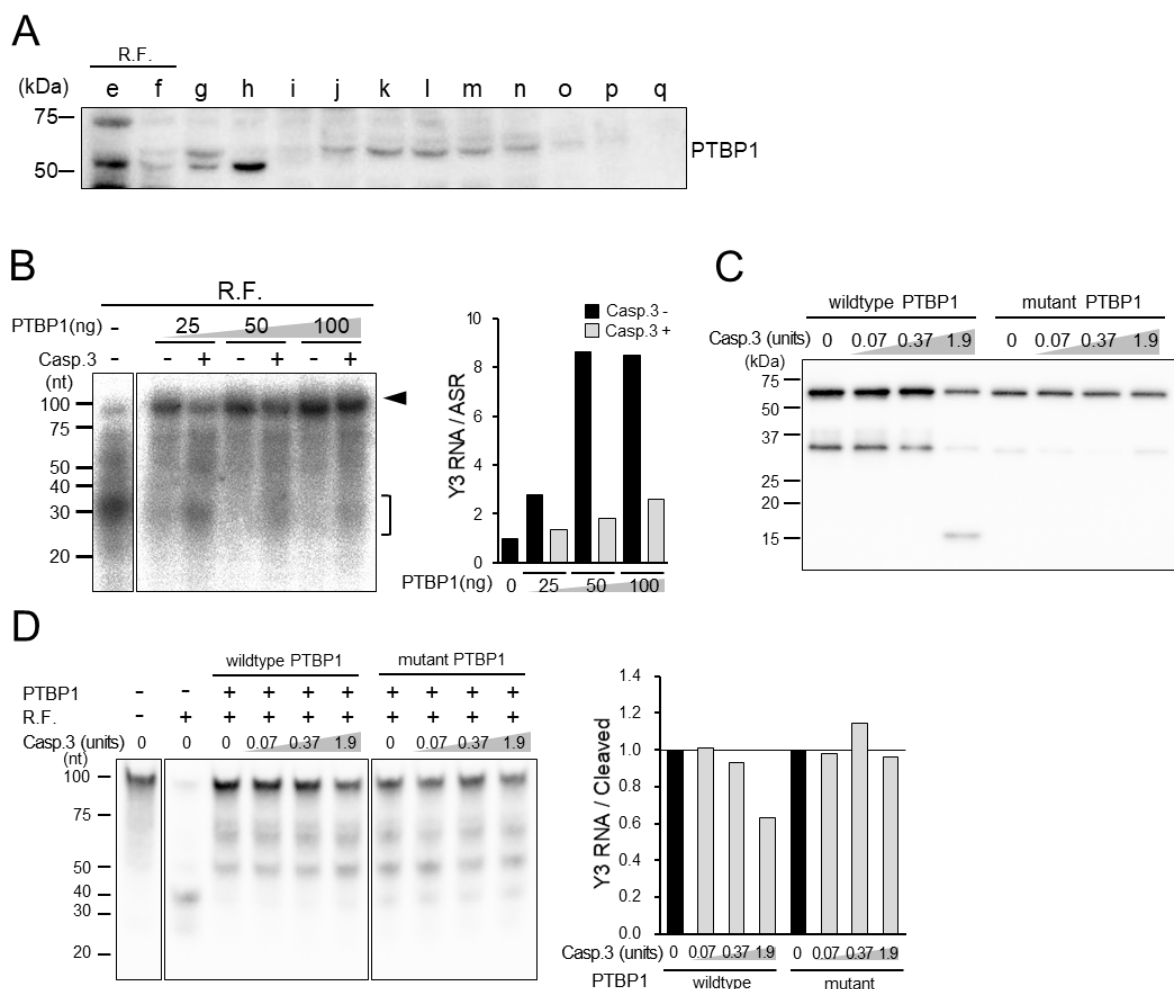 A
R.F.
(kDa) e f g h i j k l m n o p q
75
PTBP1
50
B
R.F.
PTBP1(ng) - 25 50 100
Casp.3 - - + - + - +
(nt)
100
75
50
40
30
20
Casp.3 -
Casp.3 +
Y3 RNA / ASR
10
8
6
4
2
0
PTBP1(ng) 0 25 50 100
C
wildtype PTBP1 mutant PTBP1
Casp.3 (units) 0 0.07 0.37 1.9 0 0.07 0.37 1.9
(kDa)
75
50
37
25
20
15
D
wildtype PTBP1 mutant PTBP1
PTBP1 - - + + + + + + + +
R.F. - + + + + + + + + +
Casp.3 (units) 0 0 0 0.07 0.37 1.9 0 0.07 0.37 1.9
(nt)
100
75
50
40
30
20
Y3 RNA / Cleaved
1.4
1.2
1.0
0.8
0.6
0.4
0.2
0.0
Casp.3 (units) 0 0.07 0.37 1.9 0 0.07 0.37 1.9
PTBP1 wildtype mutant